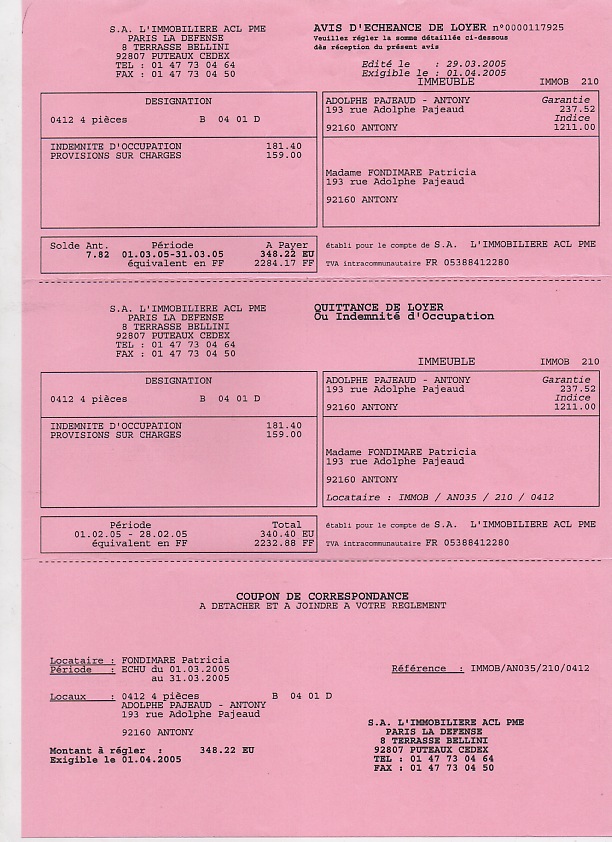 S.A. L'IMMOBILIERE ACL PME
PARIS LA DEFENSE
8 TERRASSE BELLINI
92807 PUTEAUX CEDEX
TEL : 01 47 73 04 64
FAX : 01 47 73 04 50
AVIS D'ECHEANCE DE LOYER n°0000117925
Veuillez régler la somme détaillée ci-dessous
dès réception du présent avis
Edité le : 29.03.2005
Exigible le : 01.04.2005
IMMEUBLE IMMOB 210
DESIGNATION
0412 4 pièces B 04 01 D
ADOLPHE PAJEAUD - ANTONY Garantie
193 rue Adolphe Pajeaud 237.52
Indice
92160 ANTONY 1211.00
INDEMNITE D'OCCUPATION 181.40
PROVISIONS SUR CHARGES 159.00
Madame FONDIMARE Patricia
193 rue Adolphe Pajeaud
92160 ANTONY
Solde Ant. Période A Payer
7.82 01.03.05-31.03.05 348.22 EU
équivalent en FF 2284.17 FF
établi pour le compte de S.A. L'IMMOBILIERE ACL PME
TVA intracommunautaire FR 05388412280
S.A. L'IMMOBILIERE ACL PME
PARIS LA DEFENSE
8 TERRASSE BELLINI
92807 PUTEAUX CEDEX
TEL : 01 47 73 04 64
FAX : 01 47 73 04 50
QUITTANCE DE LOYER
Ou Indemnité d'Occupation
IMMEUBLE IMMOB 210
DESIGNATION
0412 4 pièces B 04 01 D
ADOLPHE PAJEAUD - ANTONY Garantie
193 rue Adolphe Pajeaud 237.52
Indice
92160 ANTONY 1211.00
INDEMNITE D'OCCUPATION 181.40
PROVISIONS SUR CHARGES 159.00
Madame FONDIMARE Patricia
193 rue Adolphe Pajeaud
92160 ANTONY
Locataire : IMMOB / AN035 / 210 / 0412
Période Total
01.02.05 - 28.02.05 340.40 EU
équivalent en FF 2232.88 FF
établi pour le compte de S.A. L'IMMOBILIERE ACL PME
TVA intracommunautaire FR 05388412280
COUPON DE CORRESPONDANCE
A DETACHER ET A JOINDRE A VOTRE REGLEMENT
Locataire : FONDIMARE Patricia
Période : ECHU du 01.03.2005
au 31.03.2005
Référence : IMMOB/AN035/210/0412
Locaux : 0412 4 pièces B 04 01 D
ADOLPHE PAJEAUD - ANTONY
193 rue Adolphe Pajeaud
92160 ANTONY
Montant à régler : 348.22 EU
Exigible le 01.04.2005
S.A. L'IMMOBILIERE ACL PME
PARIS LA DEFENSE
8 TERRASSE BELLINI
92807 PUTEAUX CEDEX
TEL : 01 47 73 04 64
FAX : 01 47 73 04 50